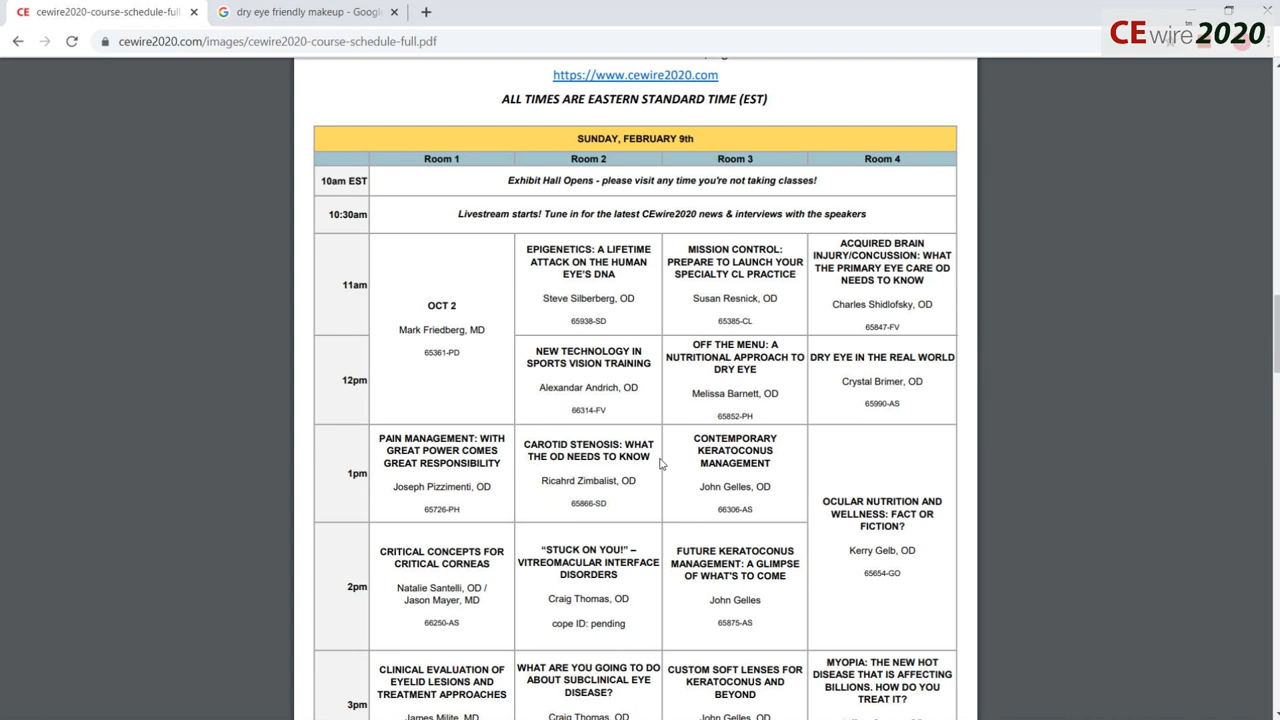 cewire2020-course-schedule-full
dry eye friendly makeup - Google
cewire2020.com/images/cewire2020-course-schedule-full.pdf
CEwire™2020
https://www.cewire2020.com
ALL TIMES ARE EASTERN STANDARD TIME (EST)
SUNDAY, FEBRUARY 9th
Room 1
Room 2
Room 3
Room 4
10am EST
Exhibit Hall Opens - please visit any time you're not taking classes!
10:30am
Livestream starts! Tune in for the latest CEwire2020 news & interviews with the speakers
11am
OCT 2
Mark Friedberg, MD
65361-PD
EPIGENETICS: A LIFETIME
ATTACK ON THE HUMAN
EYE'S DNA
Steve Silberberg, OD
65938-SD
MISSION CONTROL:
PREPARE TO LAUNCH YOUR
SPECIALTY CL PRACTICE
Susan Resnick, OD
65385-CL
ACQUIRED BRAIN
INJURY/CONCUSSION: WHAT
THE PRIMARY EYE CARE OD
NEEDS TO KNOW
Charles Shidlofsky, OD
65847-FV
12pm
NEW TECHNOLOGY IN
SPORTS VISION TRAINING
Alexandar Andrich, OD
66314-FV
OFF THE MENU: A
NUTRITIONAL APPROACH TO
DRY EYE
Melissa Barnett, OD
65852-PH
DRY EYE IN THE REAL WORLD
Crystal Brimer, OD
65990-AS
1pm
PAIN MANAGEMENT: WITH
GREAT POWER COMES
GREAT RESPONSIBILITY
Joseph Pizzimenti, OD
65726-PH
CAROTID STENOSIS: WHAT
THE OD NEEDS TO KNOW
Ricahrd Zimbalist, OD
65866-SD
CONTEMPORARY
KERATOCONUS
MANAGEMENT
John Gelles, OD
66306-AS
OCULAR NUTRITION AND
WELLNESS: FACT OR
FICTION?
Kerry Gelb, OD
65654-GO
2pm
CRITICAL CONCEPTS FOR
CRITICAL CORNEAS
Natalie Santelli, OD /
Jason Mayer, MD
66250-AS
“STUCK ON YOU!” –
VITREOMACULAR INTERFACE
DISORDERS
Craig Thomas, OD
cope ID: pending
FUTURE KERATOCONUS
MANAGEMENT: A GLIMPSE
OF WHAT'S TO COME
John Gelles
65875-AS
3pm
CLINICAL EVALUATION OF
EYELID LESIONS AND
TREATMENT APPROACHES
James Milite, MD
WHAT ARE YOU GOING TO DO
ABOUT SUBCLINICAL EYE
DISEASE?
Craig Thomas, OD
CUSTOM SOFT LENSES FOR
KERATOCONUS AND
BEYOND
John Gelles, OD
MYOPIA: THE NEW HOT
DISEASE THAT IS AFFECTING
BILLIONS. HOW DO YOU
TREAT IT?